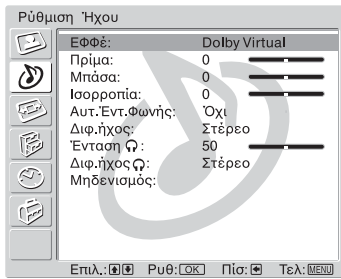 Ρύθμιση Ήχου
ΕΦΦέ: Dolby Virtual
Πρίμα: 0
Μπάσα: 0
Ισορροπία: 0
Αυτ.Έντ.Φωνής: Όχι
Διφ.ήχος: Στέρεο
Ένταση 🎧: 50
Διφ.ήχος🎧: Στέρεο
Μηδενισμός:
Επιλ.: Ρυθ: OK Πίσ: Τελ: MENU